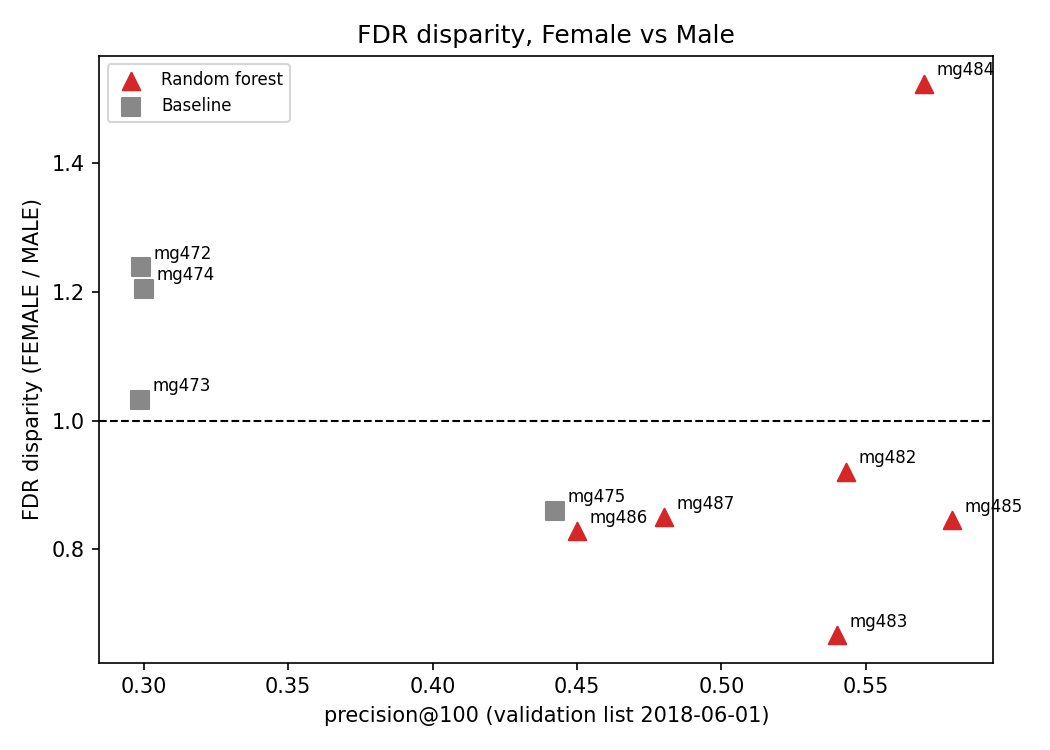 FDR disparity, Female vs Male
Random forest
Baseline
FDR disparity (FEMALE / MALE)
1.4
1.2
1.0
0.8
mg484
mg472
mg474
mg473
mg482
mg475
mg487
mg485
mg486
mg483
0.30
0.35
0.40
0.45
0.50
0.55
precision@100 (validation list 2018-06-01)